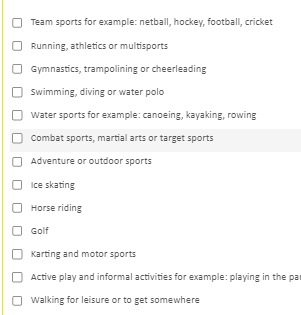 Team sports for example: netball, hockey, football, cricket
Running, athletics or multisports
Gymnastics, trampolining or cheerleading
Swimming, diving or water polo
Water sports for example: canoeing, kayaking, rowing
Combat sports, martial arts or target sports
Adventure or outdoor sports
Ice skating
Horse riding
Golf
Karting and motor sports
Active play and informal activities for example: playing in the
Walking for leisure or to get somewhere